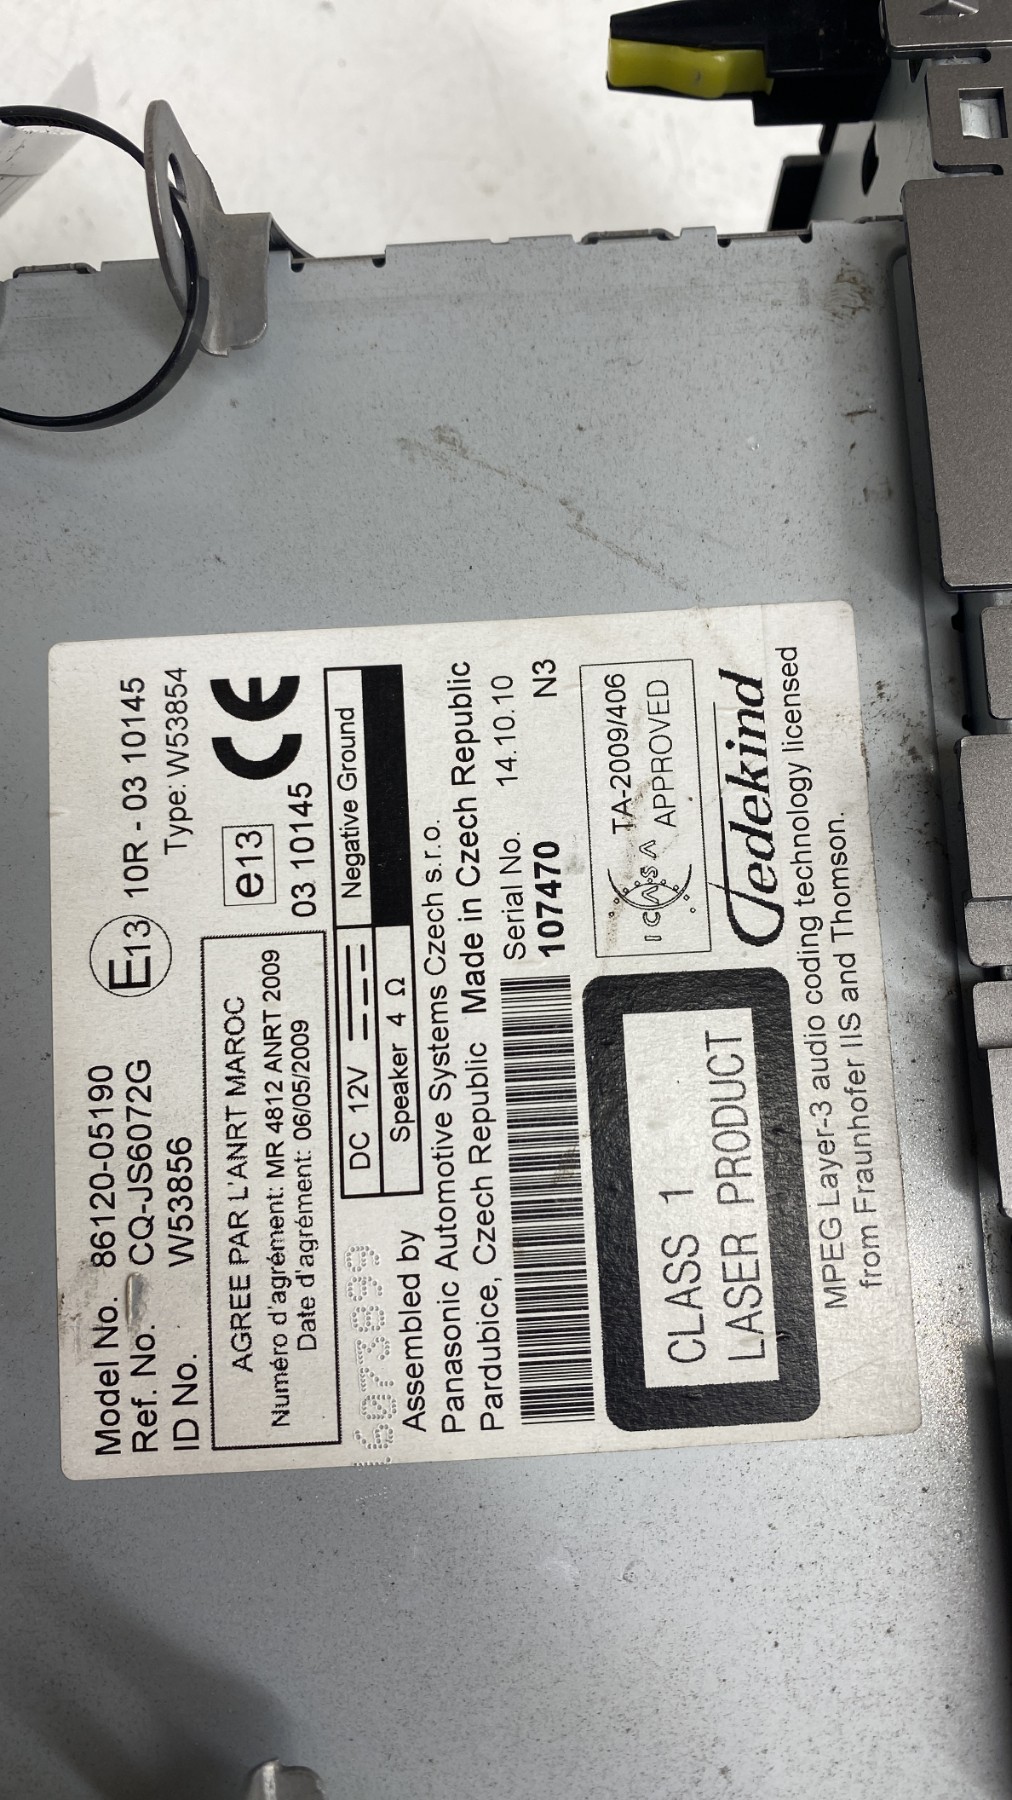 Model No. 86120-05190
Ref. No. CQ-JS6072G
ID No. W53856
E13 10R - 03 10145
Type: W53854
AGREE PAR L'ANRT MAROC
Numéro d'agrément: MR 4812 ANRT 2009
Date d'agrément: 06/05/2009
e13 CE
03 10145
DC 12V Negative Ground
Speaker 4 Ω
Assembled by
Panasonic Automotive Systems Czech s.r.o.
Pardubice, Czech Republic Made in Czech Republic
Serial No. 14.10.10
107470 N3
CLASS 1
LASER PRODUCT
ICASA TA-2009/406
APPROVED
Dedekind
MPEG Layer-3 audio coding technology licensed
from Fraunhofer IIS and Thomson.